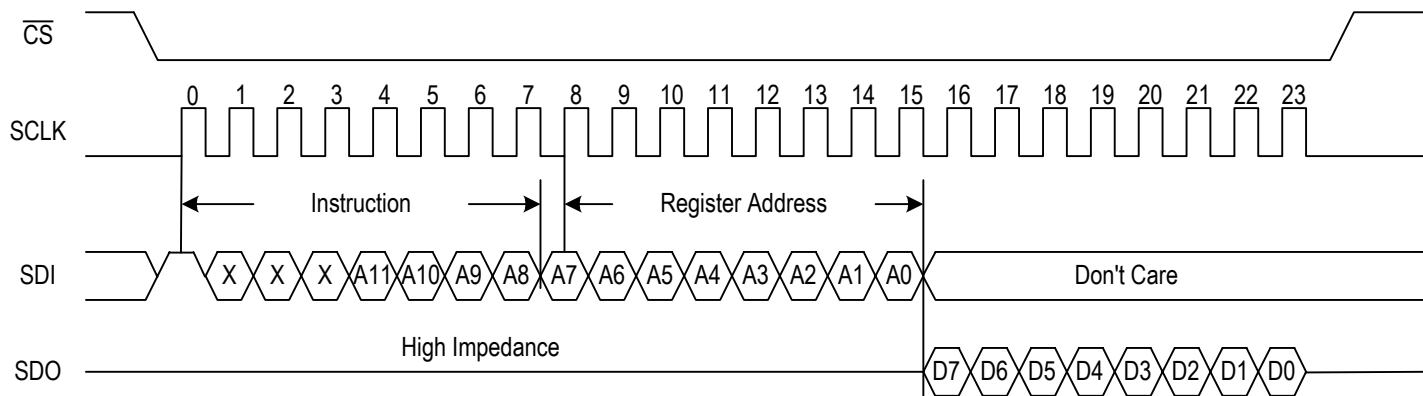 CS
0 1 2 3 4 5 6 7 8 9 10 11 12 13 14 15 16 17 18 19 20 21 22 23
SCLK
Instruction Register Address
SDI X X X A11 A10 A9 A8 A7 A6 A5 A4 A3 A2 A1 A0 Don't Care
High Impedance
SDO D7 D6 D5 D4 D3 D2 D1 D0